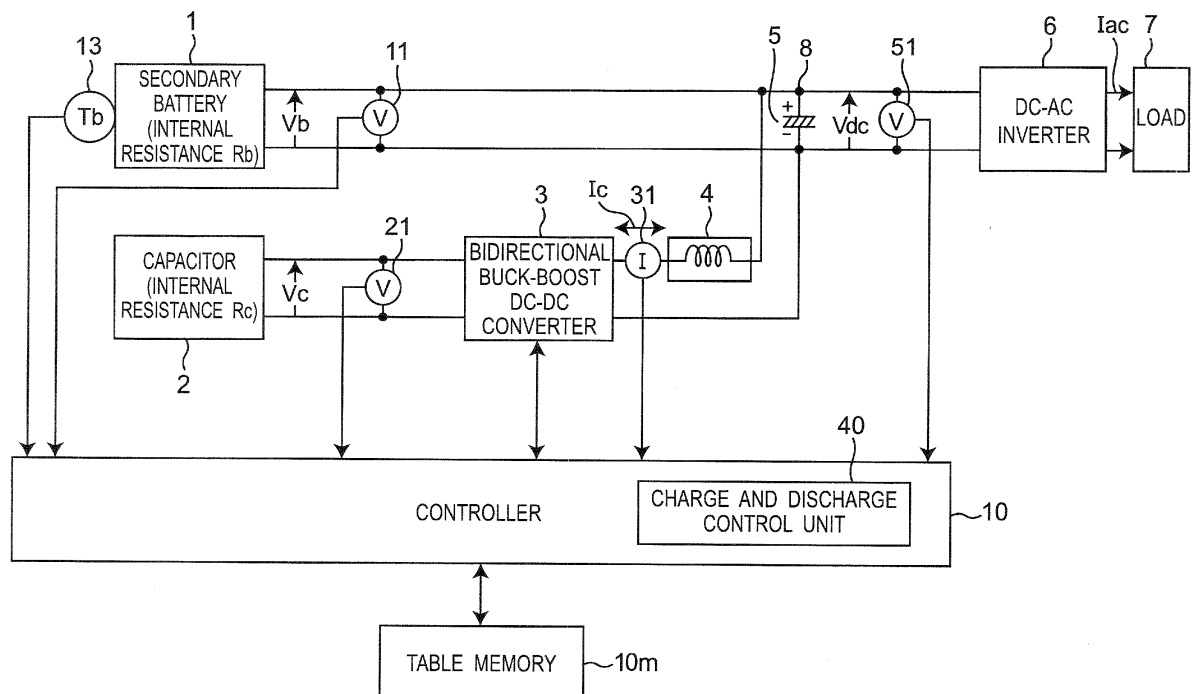 1
13
Tb
SECONDARY
BATTERY
(INTERNAL
RESISTANCE Rb)
Vb
11
V
5
8
+
-
Vdc
51
V
6
DC-AC
INVERTER
Iac
7
LOAD
CAPACITOR
(INTERNAL
RESISTANCE Rc)
2
Vc
21
V
3
BIDIRECTIONAL
BUCK-BOOST
DC-DC
CONVERTER
Ic
31
I
4
CONTROLLER
40
CHARGE AND DISCHARGE
CONTROL UNIT
10
TABLE MEMORY
10m